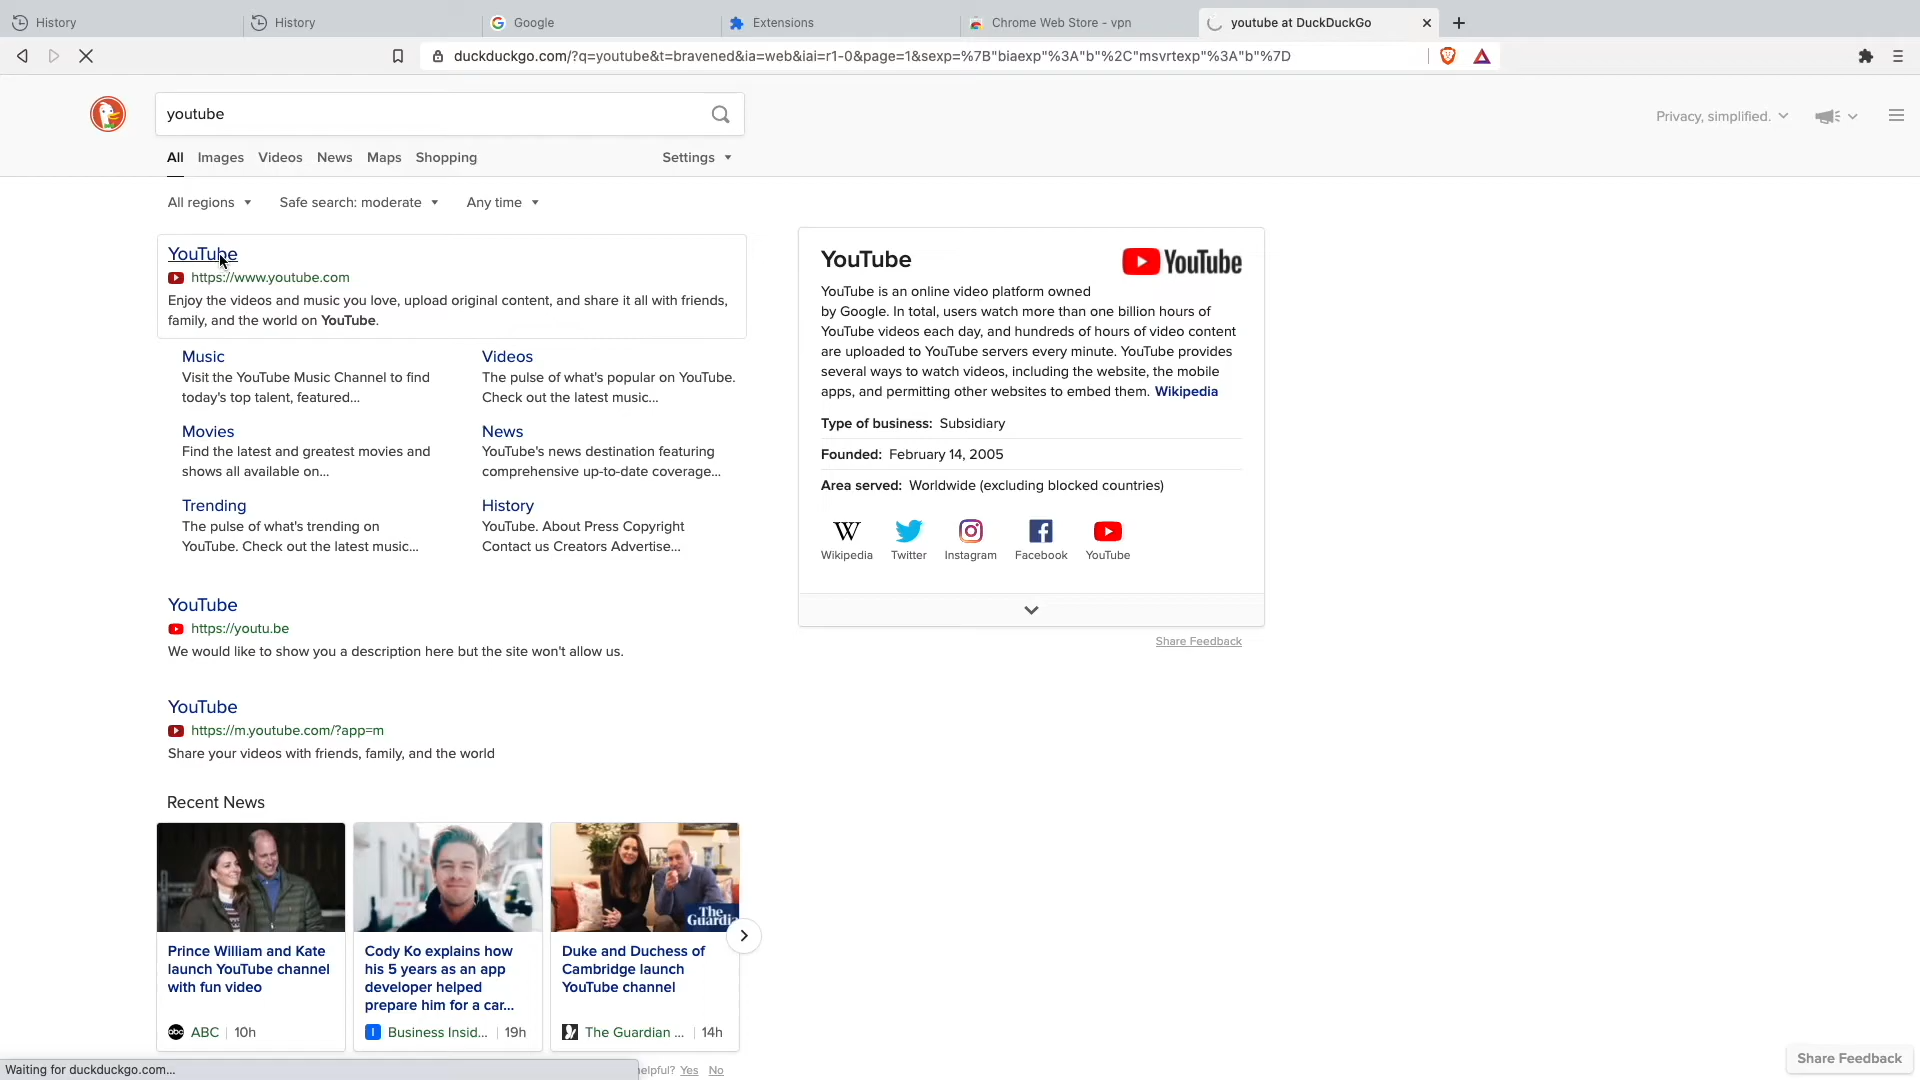 History
History
Google
Extensions
Chrome Web Store - vpn
youtube at DuckDuckGo
duckduckgo.com/?q=youtube&t=bravened&ia=web&iai=r1-0&page=1&sexp=%7B"biaexp"%3A"b"%2C"msvrtexp"%3A"b"%7D
youtube
Privacy, simplified.
All Images Videos News Maps Shopping Settings
All regions Safe search: moderate Any time
YouTube
https://www.youtube.com
Enjoy the videos and music you love, upload original content, and share it all with friends,
family, and the world on YouTube.
Music
Visit the YouTube Music Channel to find
today's top talent, featured...
Videos
The pulse of what's popular on YouTube.
Check out the latest music...
Movies
Find the latest and greatest movies and
shows all available on...
News
YouTube's news destination featuring
comprehensive up-to-date coverage...
Trending
The pulse of what's trending on
YouTube. Check out the latest music...
History
YouTube. About Press Copyright
Contact us Creators Advertise...
YouTube
https://youtu.be
We would like to show you a description here but the site won't allow us.
YouTube
https://m.youtube.com/?app=m
Share your videos with friends, family, and the world
Recent News
Prince William and Kate
launch YouTube channel
with fun video
abc ABC 10h
Cody Ko explains how
his 5 years as an app
developer helped
prepare him for a car...
I Business Insid... 19h
The
Guardia
Duke and Duchess of
Cambridge launch
YouTube channel
The Guardian ... 14h
YouTube
YouTube
YouTube is an online video platform owned
by Google. In total, users watch more than one billion hours of
YouTube videos each day, and hundreds of hours of video content
are uploaded to YouTube servers every minute. YouTube provides
several ways to watch videos, including the website, the mobile
apps, and permitting other websites to embed them. Wikipedia
Type of business: Subsidiary
Founded: February 14, 2005
Area served: Worldwide (excluding blocked countries)
W
Wikipedia Twitter Instagram Facebook YouTube
Share Feedback
Waiting for duckduckgo.com...
elpful? Yes No
Share Feedback